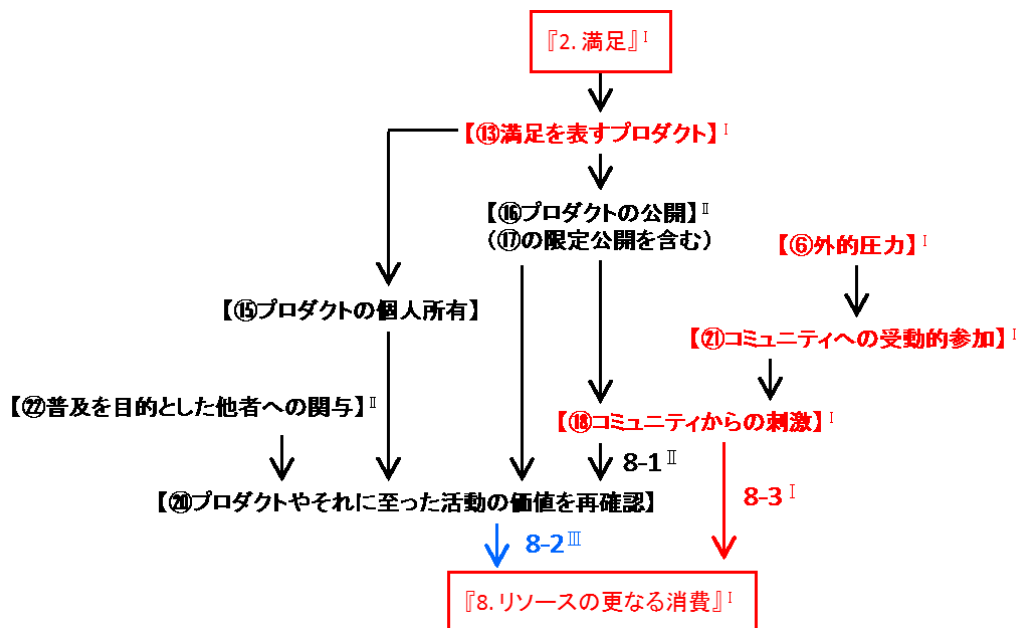 『2. 満足』Ⅰ
【⑬満足を表すプロダクト】Ⅰ
【⑯プロダクトの公開】Ⅱ
（⑰の限定公開を含む）
【⑥外的圧力】Ⅰ
【⑮プロダクトの個人所有】
【㉑コミュニティへの受動的参加】Ⅰ
【㉒普及を目的とした他者への関与】Ⅱ
【⑱コミュニティからの刺激】Ⅰ
8-1 Ⅱ
【⑳プロダクトやそれに至った活動の価値を再確認】
8-3 Ⅰ
8-2 Ⅲ
『8. リソースの更なる消費』Ⅰ